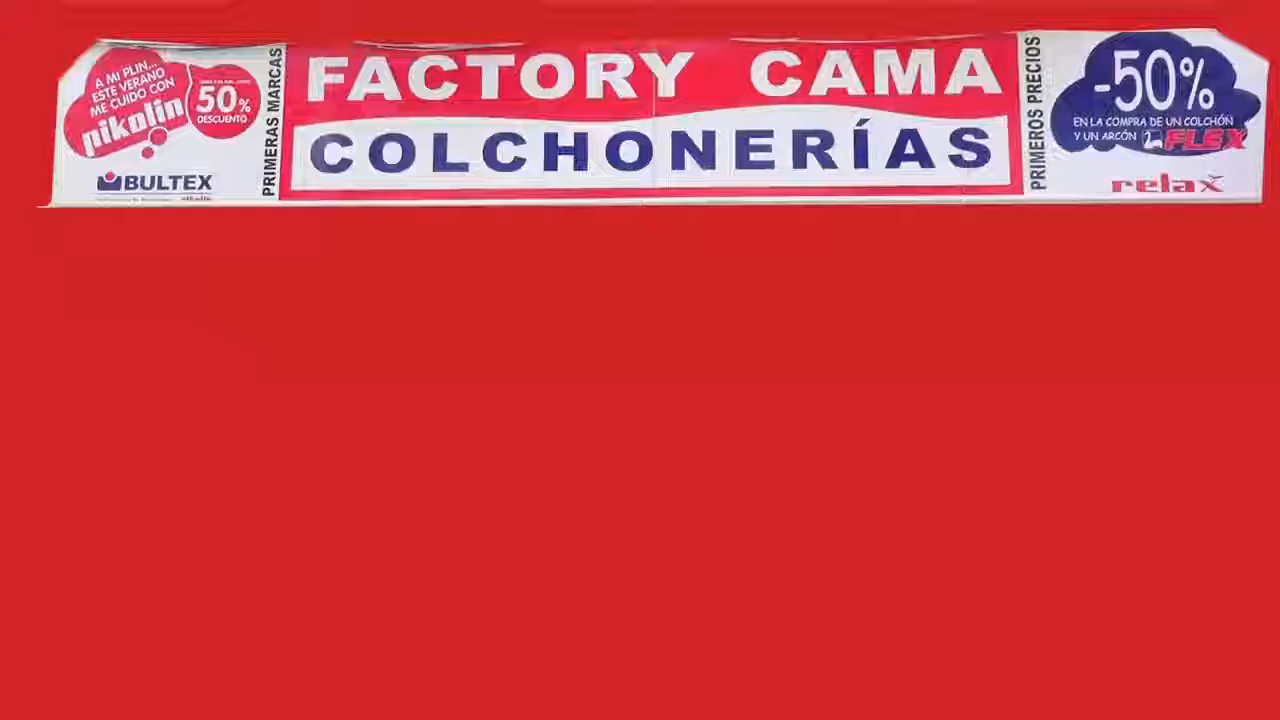 A MI PLIN...
ESTE VERANO
ME CUIDO CON
pikolin
50%
DESCUENTO
BULTEX
PRIMERAS MARCAS
FACTORY CAMA
COLCHONERÍAS
PRIMEROS PRECIOS
-50%
EN LA COMPRA DE UN COLCHÓN
Y UN ARCÓN FLEX
relax